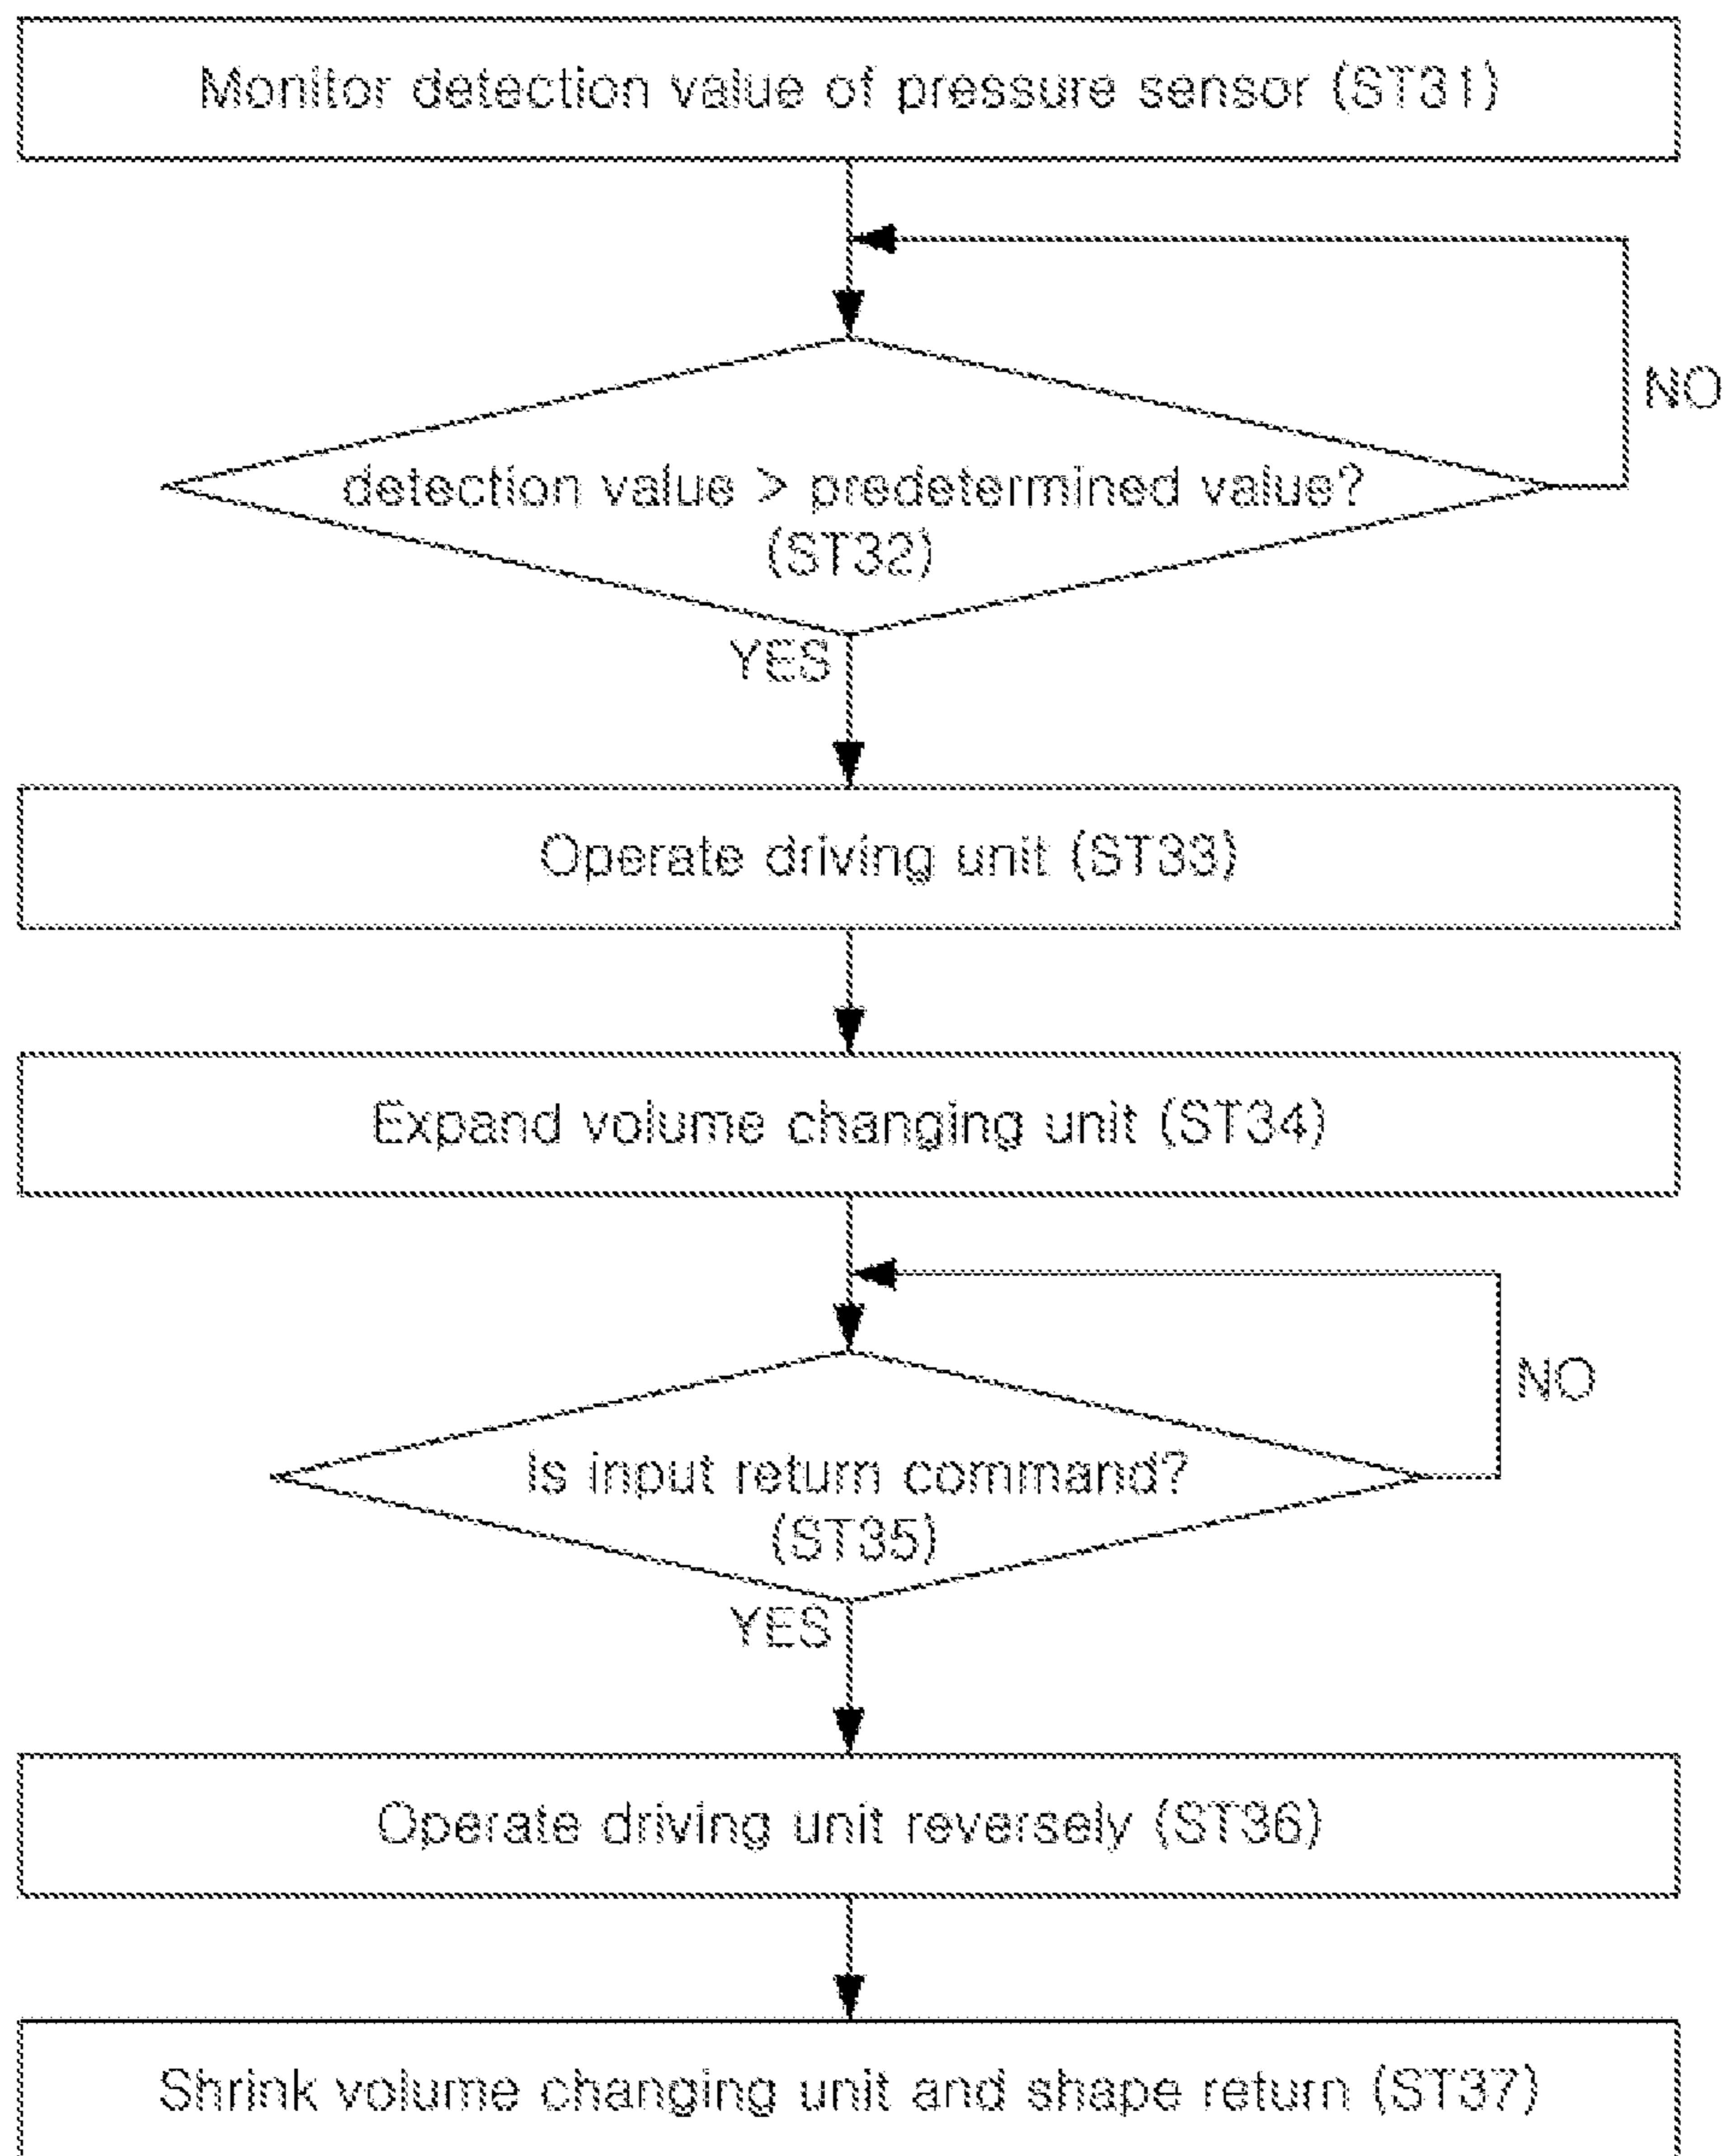 Monitor detection value of pressure sensor (ST31)
NO
detection value > predetermined value?
(ST32)
YES
Operate driving unit (ST33)
Expand volume changing unit (ST34)
NO
Is input return command?
(ST35)
YES
Operate driving unit reversely (ST36)
Shrink volume changing unit and shape return (ST37)